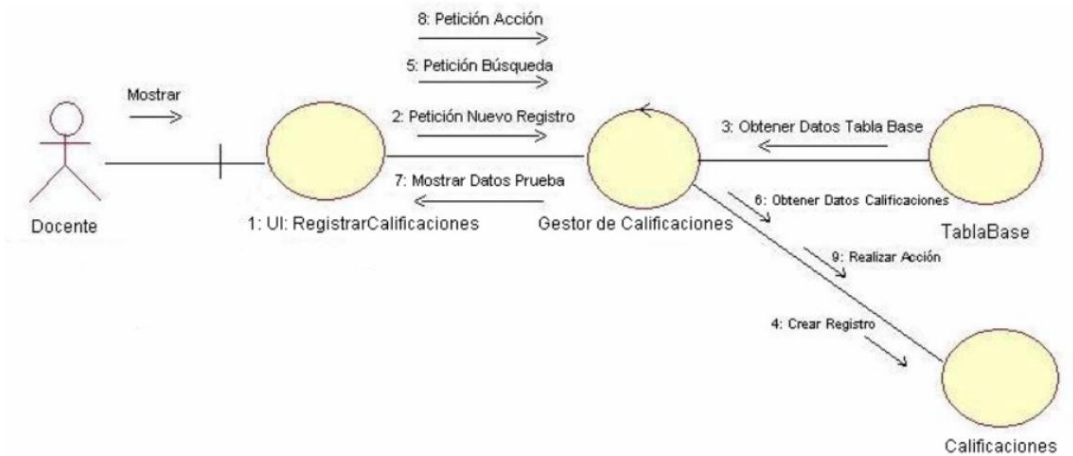 8: Petición Acción
5: Petición Búsqueda
Mostrar
2: Petición Nuevo Registro
3: Obtener Datos Tabla Base
7: Mostrar Datos Prueba
6: Obtener Datos Calificaciones
Docente
1: UI: RegistrarCalificaciones
Gestor de Calificaciones
TablaBase
9: Realizar Acción
4: Crear Registro
Calificaciones